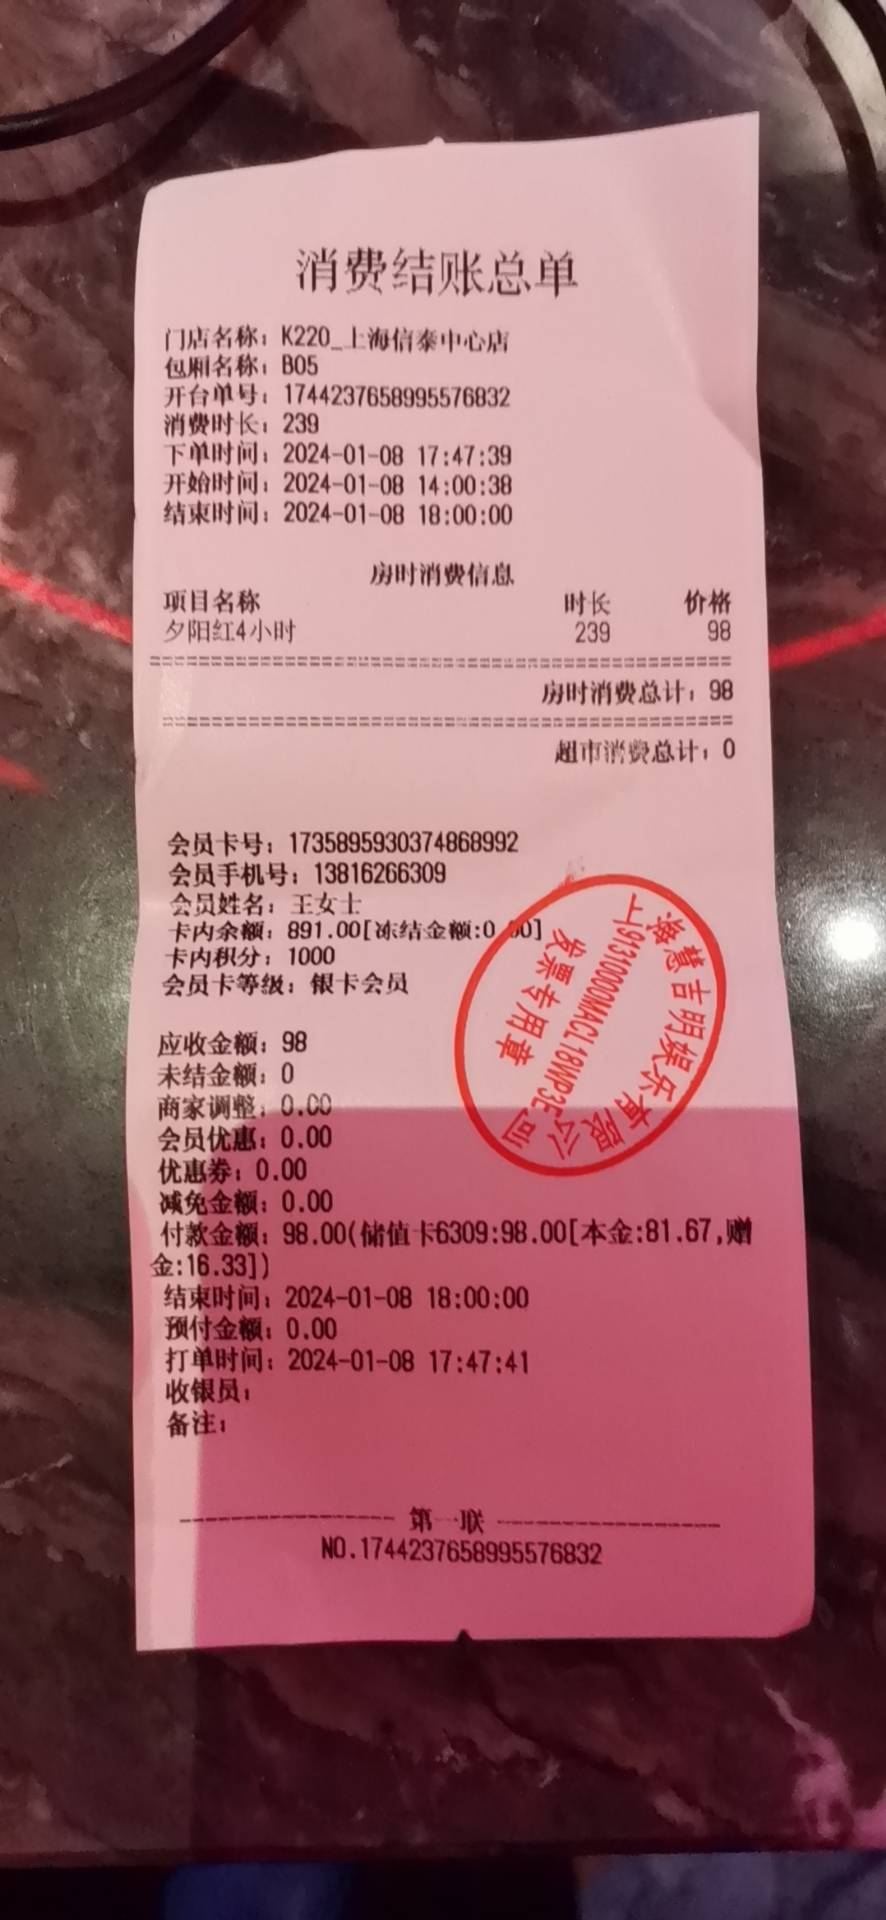 消费结账总单
门店名称：K220_上海信泰中心店
包厢名称：B05
开台单号：1744237658995576832
消费时长：239
下单时间：2024-01-08 17:47:39
开始时间：2024-01-08 14:00:38
结束时间：2024-01-08 18:00:00
房时消费信息
项目名称 时长 价格
夕阳红4小时 239 98
房时消费总计：98
超市消费总计：0
会员卡号：1735895930374868992
会员手机号：13816266309
会员姓名：王女士
卡内余额：891.00[冻结金额:0.00]
卡内积分：1000
会员卡等级：银卡会员
上海慧吉明娱乐有限公司
91310000MACL18WP3E
发票专用章
应收金额：98
未结金额：0
商家调整：0.00
会员优惠：0.00
优惠券：0.00
减免金额：0.00
付款金额：98.00(储值卡6309:98.00[本金:81.67,赠
金:16.33])
结束时间：2024-01-08 18:00:00
预付金额：0.00
打单时间：2024-01-08 17:47:41
收银员：
备注：
第一联
NO.1744237658995576832